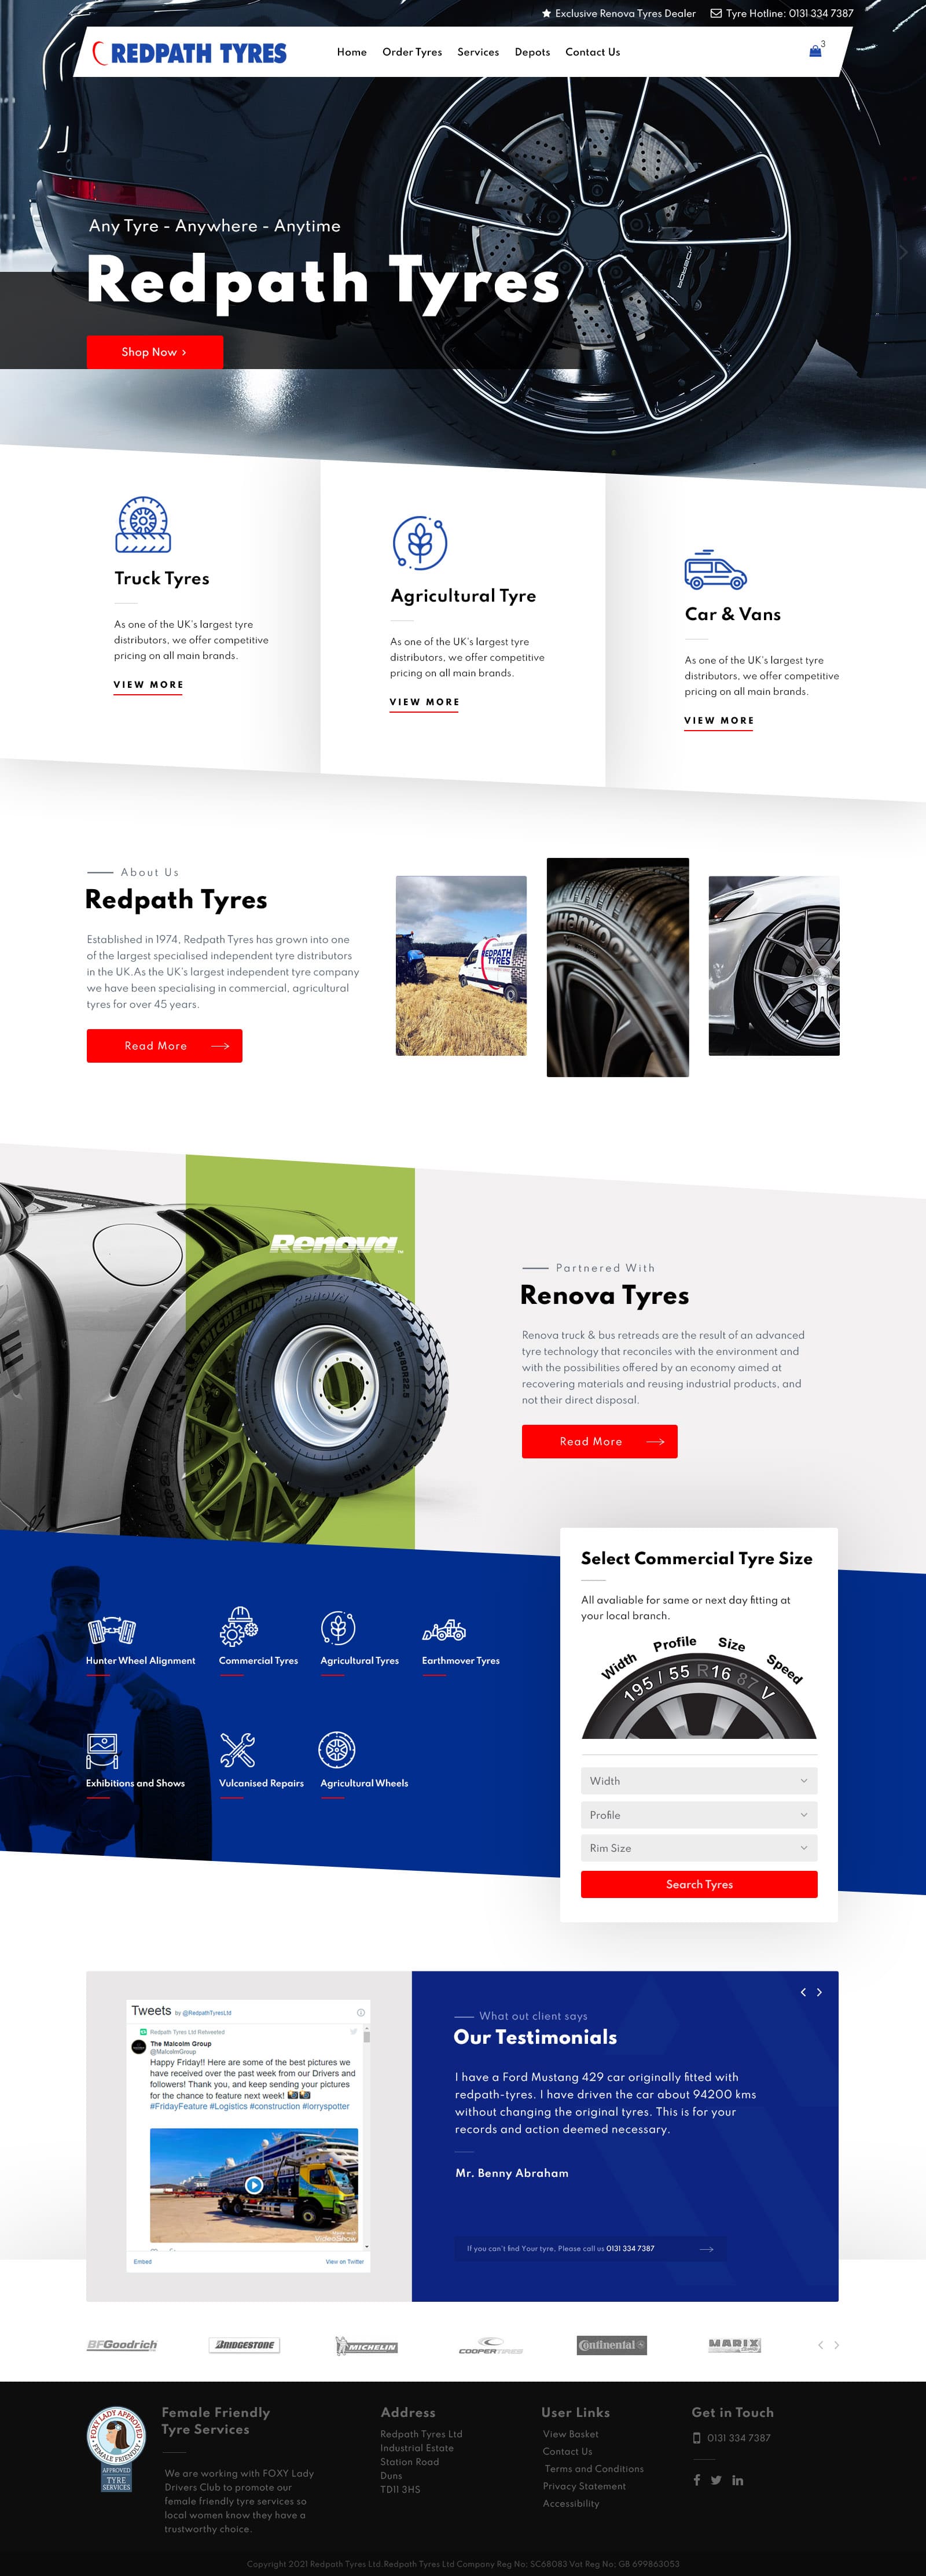 Exclusive Renova Tyres Dealer
Tyre Hotline: 0131 334 7387
REDPATH TYRES
Home
Order Tyres
Services
Depots
Contact Us
3
Any Tyre - Anywhere - Anytime
Redpath Tyres
Shop Now >
Truck Tyres
As one of the UK's largest tyre
distributors, we offer competitive
pricing on all main brands.
VIEW MORE
Agricultural Tyre
As one of the UK's largest tyre
distributors, we offer competitive
pricing on all main brands.
VIEW MORE
Car & Vans
As one of the UK's largest tyre
distributors, we offer competitive
pricing on all main brands.
VIEW MORE
About Us
Redpath Tyres
Established in 1974, Redpath Tyres has grown into one
of the largest specialised independent tyre distributors
in the UK.As the UK's largest independent tyre company
we have been specialising in commercial, agricultural
tyres for over 45 years.
Read More
EDPATH
TYRES
Hanko
Renova
MICHELIN
RENOVA
295/80R22.5
Partnered With
Renova Tyres
Renova truck & bus retreads are the result of an advanced
tyre technology that reconciles with the environment and
with the possibilities offered by an economy aimed at
recovering materials and reusing industrial products, and
not their direct disposal.
Read More
Hunter Wheel Alignment
Commercial Tyres
Agricultural Tyres
Earthmover Tyres
Exhibitions and Shows
Vulcanised Repairs
Agricultural Wheels
Select Commercial Tyre Size
All avaliable for same or next day fitting at
your local branch.
Width Profile Size Speed
195 / 55 R16 87 V
Width
Profile
Rim Size
Search Tyres
Tweets by @RedpathTyresLtd
Redpath Tyres Ltd Retweeted
The Malcolm Group
@MalcolmGroup
Happy Friday!! Here are some of the best pictures we
have received over the past week from our Drivers and
followers! Thank you, and keep sending your pictures
for the chance to feature next week! 📷📷
#FridayFeature #Logistics #construction #lorryspotter
Made with
VideoShow
Embed
View on Twitter
What out client says
Our Testimonials
I have a Ford Mustang 429 car originally fitted with
redpath-tyres. I have driven the car about 94200 kms
without changing the original tyres. This is for your
records and action deemed necessary.
Mr. Benny Abraham
If you can't find Your tyre, Please call us 0131 334 7387
BFGoodrich
BRIDGESTONE
MICHELIN
COOPERTIRES
Continental
MARIX
FOXY LADY APPROVED
FEMALE FRIENDLY
APPROVED
TYRE
SERVICES
Female Friendly
Tyre Services
We are working with FOXY Lady
Drivers Club to promote our
female friendly tyre services so
local women know they have a
trustworthy choice.
Address
Redpath Tyres Ltd
Industrial Estate
Station Road
Duns
TD11 3HS
User Links
View Basket
Contact Us
Terms and Conditions
Privacy Statement
Accessibility
Get in Touch
0131 334 7387
Copyright 2021 Redpath Tyres Ltd.Redpath Tyres Ltd Company Reg No; SC68083 Vat Reg No; GB 699863053